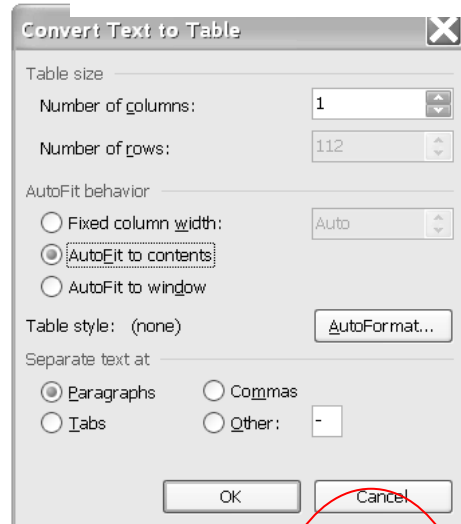 Convert Text to Table
Table size
Number of columns: 1
Number of rows: 112
AutoFit behavior
Fixed column width: Auto
AutoFit to contents
AutoFit to window
Table style: (none) AutoFormat...
Separate text at
Paragraphs Commas
Tabs Other: -
OK Cancel